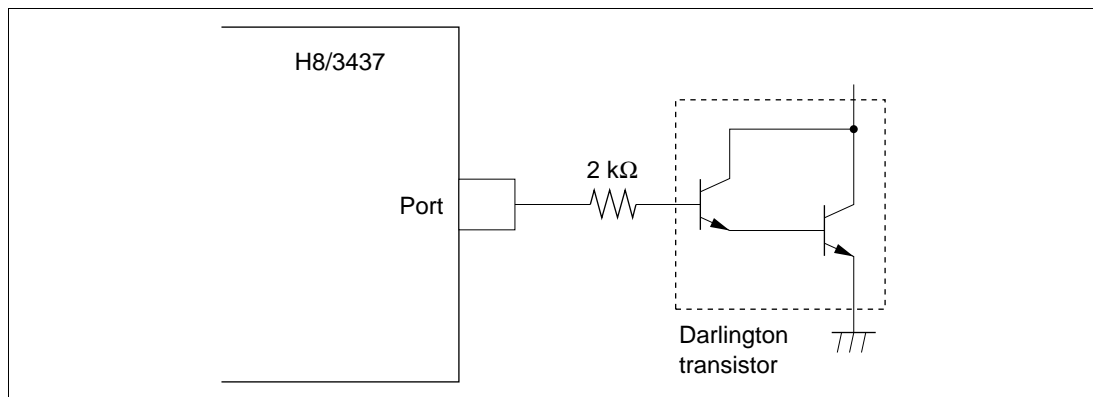 H8/3437
2 kΩ
Port
Darlington
transistor